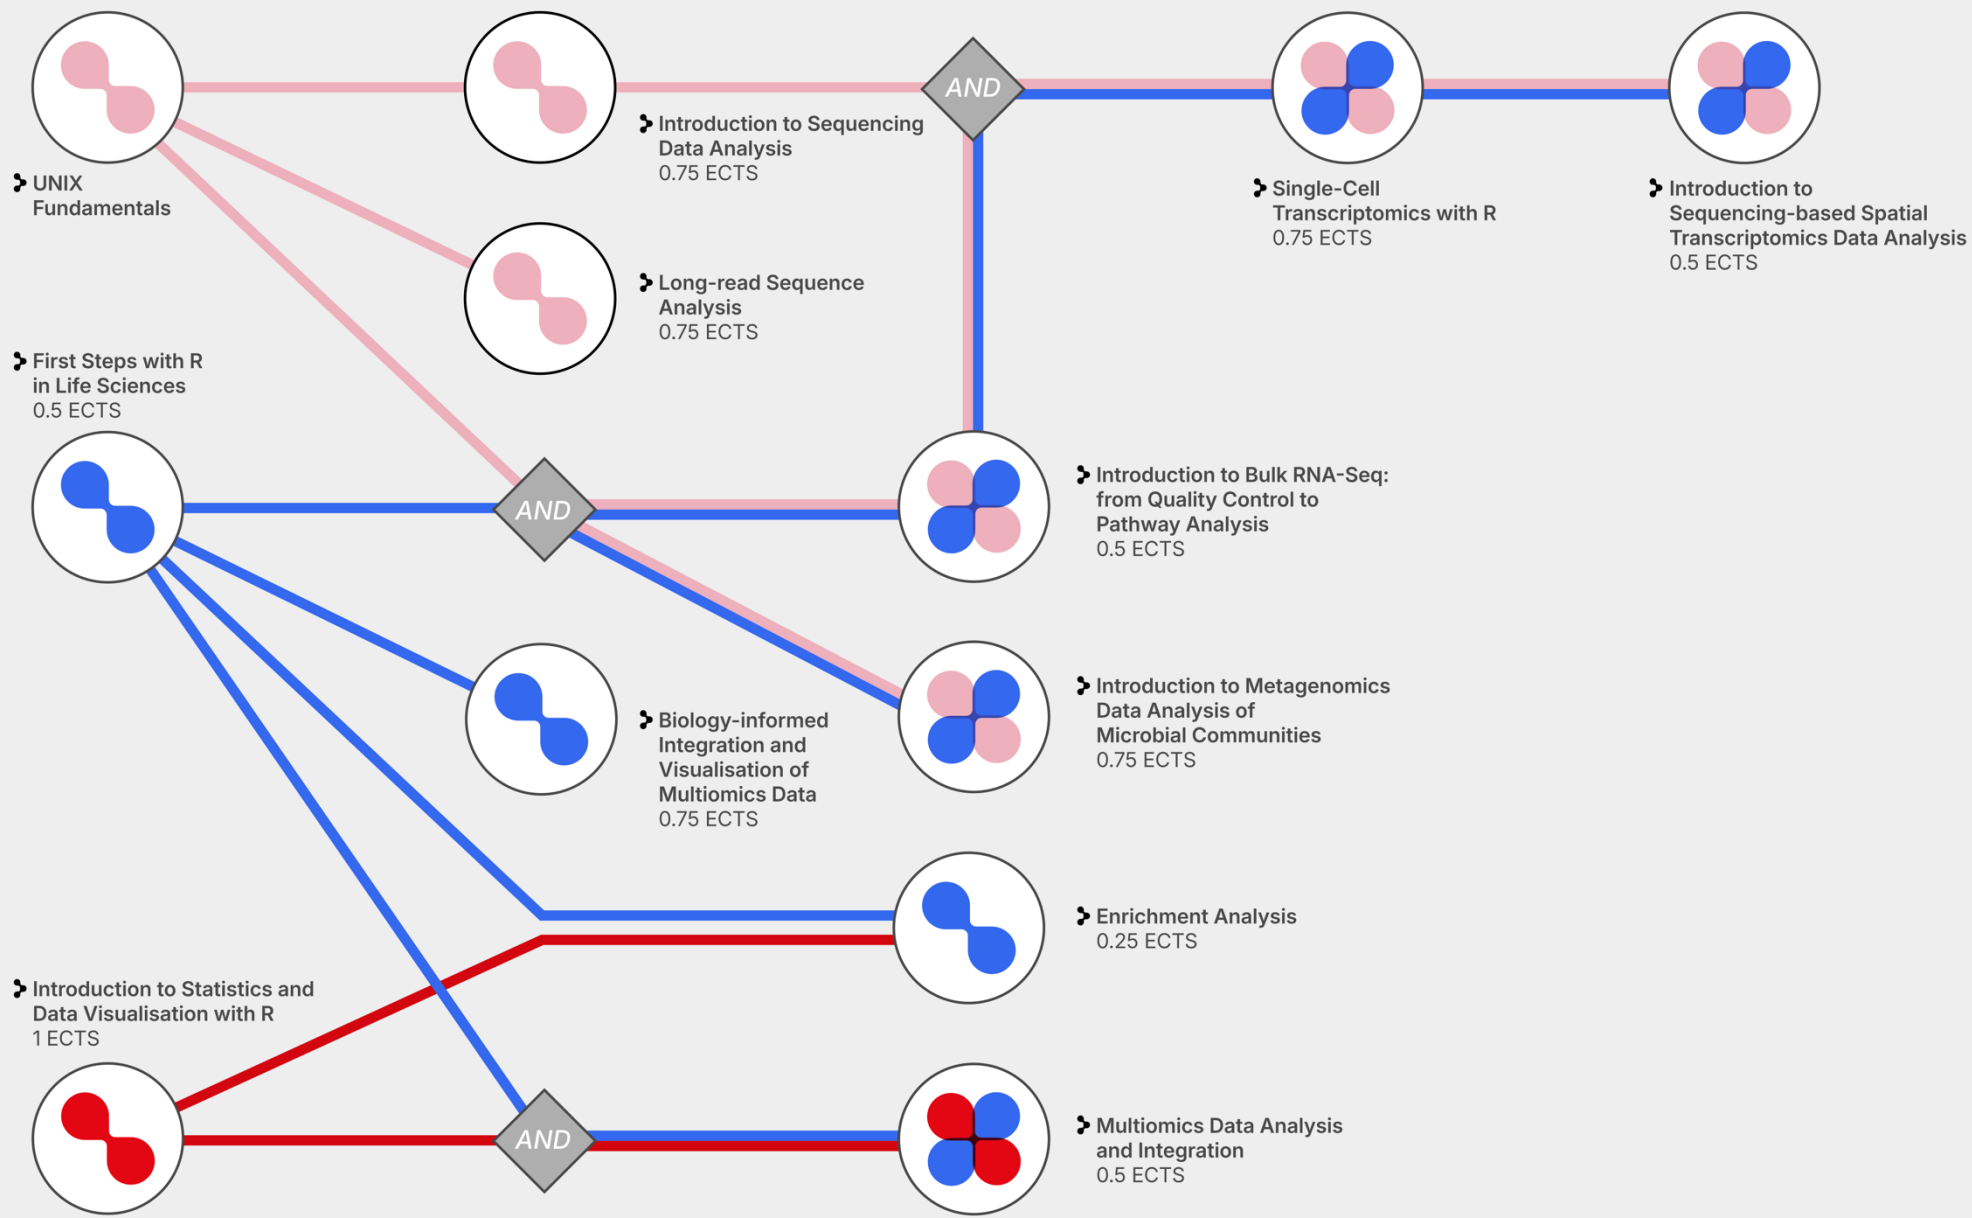 AND
Introduction to Sequencing
Data Analysis
0.75 ECTS
UNIX
Fundamentals
Single-Cell
Transcriptomics with R
0.75 ECTS
Introduction to
Sequencing-based Spatial
Transcriptomics Data Analysis
0.5 ECTS
Long-read Sequence
Analysis
0.75 ECTS
First Steps with R
in Life Sciences
0.5 ECTS
AND
Introduction to Bulk RNA-Seq:
from Quality Control to
Pathway Analysis
0.5 ECTS
Biology-informed
Integration and
Visualisation of
Multiomics Data
0.75 ECTS
Introduction to Metagenomics
Data Analysis of
Microbial Communities
0.75 ECTS
Enrichment Analysis
0.25 ECTS
Introduction to Statistics and
Data Visualisation with R
1 ECTS
AND
Multiomics Data Analysis
and Integration
0.5 ECTS